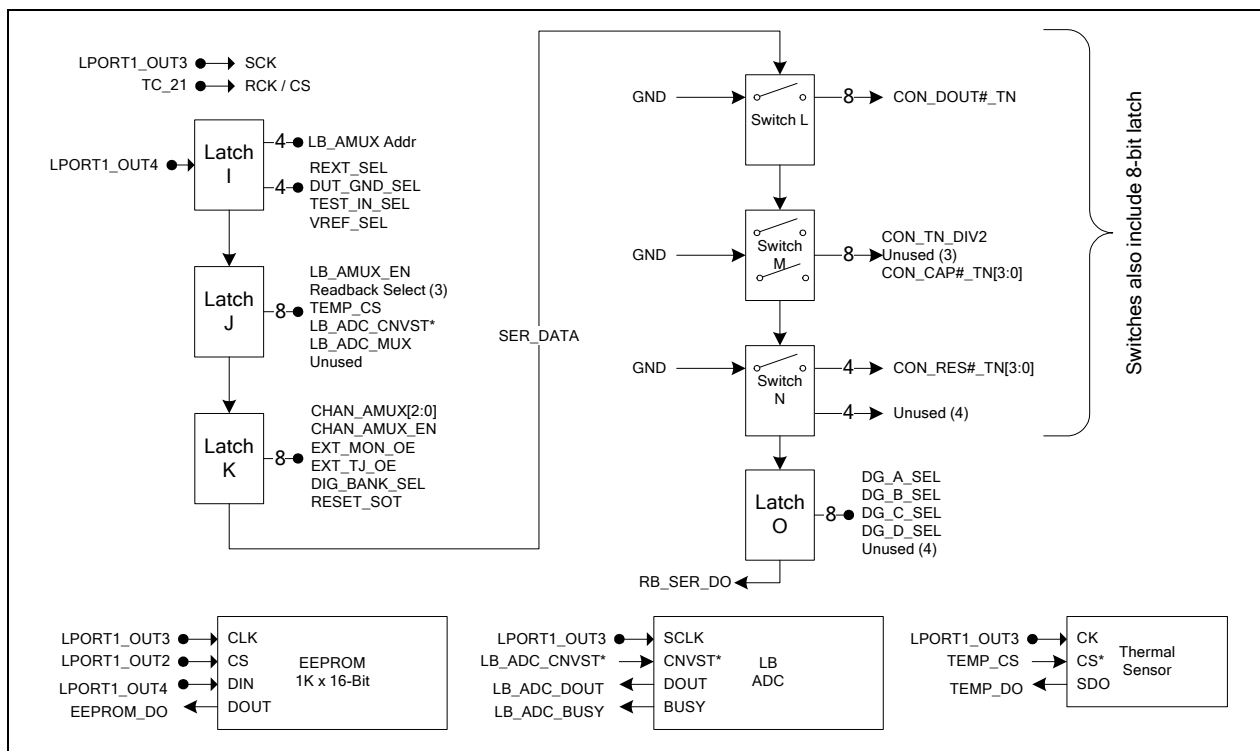 LPORT1_OUT3
SCK
TC_21
RCK / CS
LPORT1_OUT4
Latch
I
4
LB_AMUX Addr
4
REXT_SEL
DUT_GND_SEL
TEST_IN_SEL
VREF_SEL
Latch
J
8
LB_AMUX_EN
Readback Select (3)
TEMP_CS
LB_ADC_CNVST*
LB_ADC_MUX
Unused
Latch
K
8
CHAN_AMUX[2:0]
CHAN_AMUX_EN
EXT_MON_OE
EXT_TJ_OE
DIG_BANK_SEL
RESET_SOT
SER_DATA
GND
Switch L
8
CON_DOUT#_TN
GND
Switch
M
8
CON_TN_DIV2
Unused (3)
CON_CAP#_TN[3:0]
GND
Switch
N
4
CON_RES#_TN[3:0]
4
Unused (4)
Latch
O
8
DG_A_SEL
DG_B_SEL
DG_C_SEL
DG_D_SEL
Unused (4)
RB_SER_DO
Switches also include 8-bit latch
LPORT1_OUT3
CLK
LPORT1_OUT2
CS
LPORT1_OUT4
DIN
EEPROM_DO
DOUT
EEPROM
1K x 16-Bit
LPORT1_OUT3
SCLK
LB_ADC_CNVST*
CNVST*
LB_ADC_DOUT
DOUT
LB_ADC_BUSY
BUSY
LB
ADC
LPORT1_OUT3
CK
TEMP_CS
CS*
TEMP_DO
SDO
Thermal
Sensor